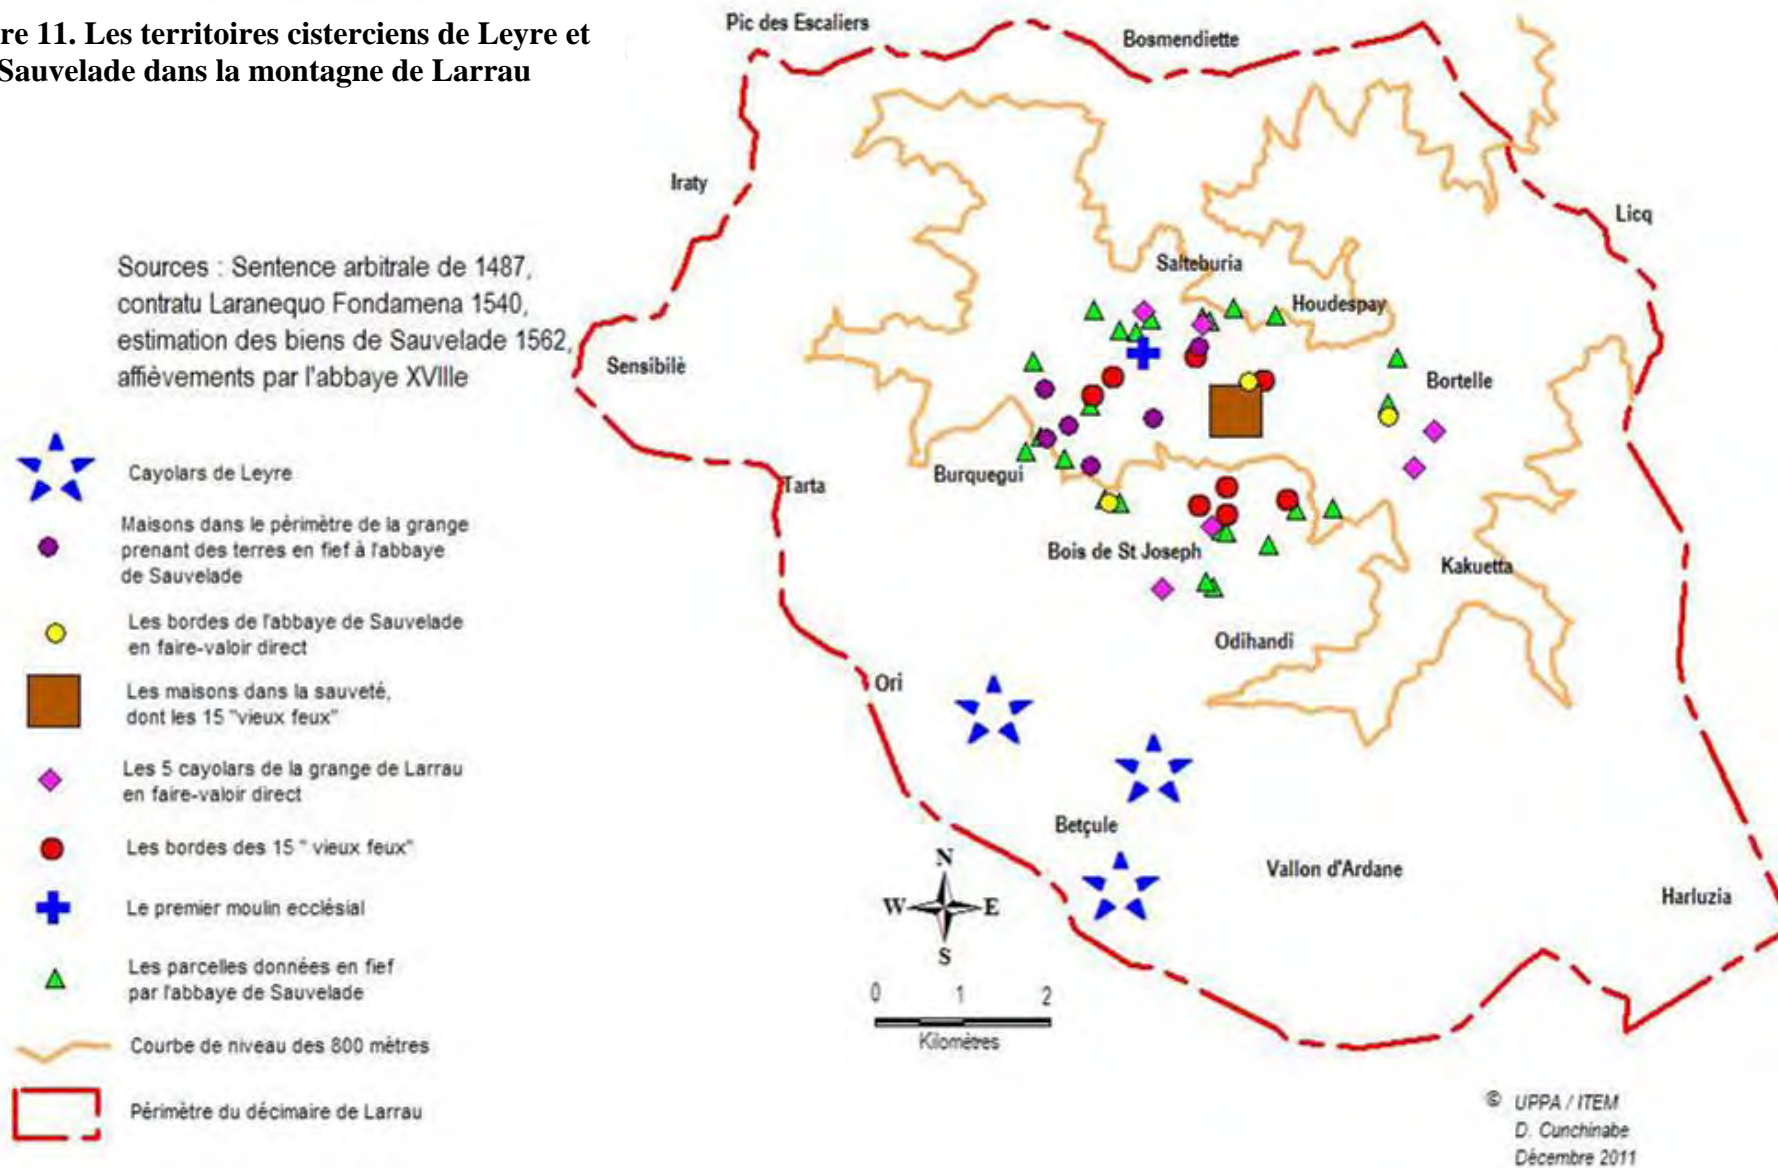 re 11. Les territoires cisterciens de Leyre et
Sauvelade dans la montagne de Larrau
Pic des Escaliers
Bosmendiette
Iraty
Licq
Sources : Sentence arbitrale de 1487,
contratu Laranequo Fondamena 1540,
estimation des biens de Sauvelade 1562,
affièvements par l'abbaye XVIIIe
Salteburia
Houdespay
Sensibilè
Bortelle
Tarta
Burquegui
Bois de St Joseph
Kakuetta
Odihandi
Ori
Betçule
Vallon d'Ardane
Harluzia
Cayolars de Leyre
Maisons dans le périmètre de la grange
prenant des terres en fief à l'abbaye
de Sauvelade
Les bordes de l'abbaye de Sauvelade
en faire-valoir direct
Les maisons dans la sauveté,
dont les 15 "vieux feux"
Les 5 cayolars de la grange de Larrau
en faire-valoir direct
Les bordes des 15 " vieux feux"
Le premier moulin ecclésial
Les parcelles données en fief
par l'abbaye de Sauvelade
Courbe de niveau des 800 mètres
Périmètre du décimaire de Larrau
N
W E
S
0 1 2
Kilomètres
© UPPA / ITEM
D. Cunchinabe
Décembre 2011